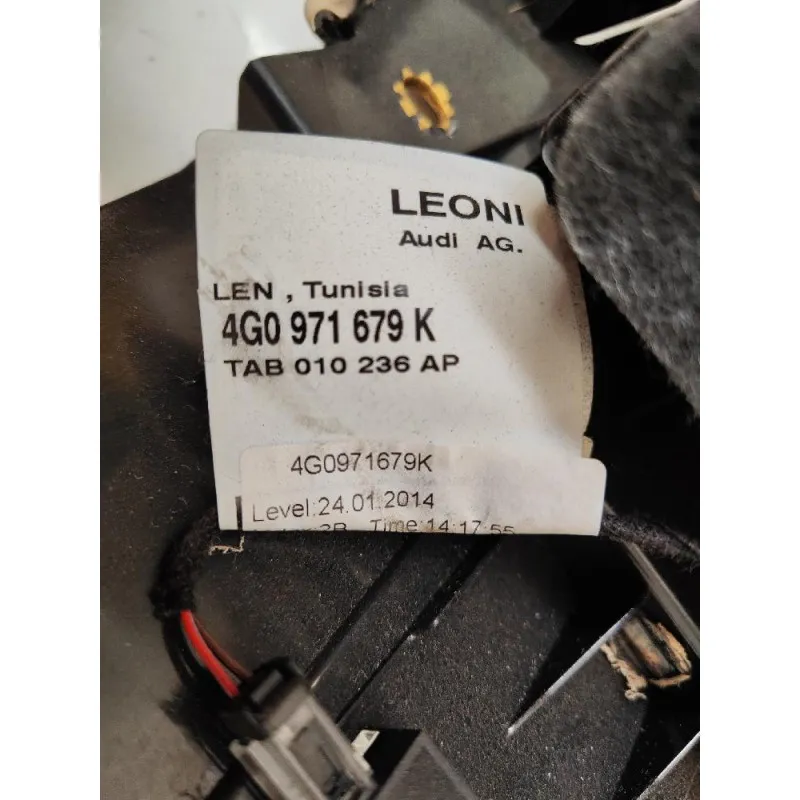 LEONI
Audi AG.
LEN , Tunisia
4G0 971 679 K
TAB 010 236 AP
4G0971679K
Level:24.01.2014
3B Time:14:17:55